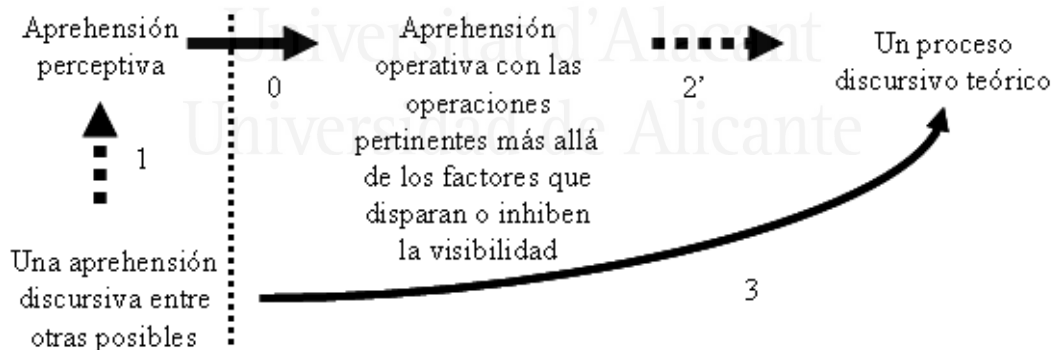 Aprehensión
perceptiva
0
Aprehensión
operativa con las
operaciones
pertinentes más allá
de los factores que
disparan o inhiben
la visibilidad
2’
Un proceso
discursivo teórico
1
Una aprehensión
discursiva entre
otras posibles
3
Universitat d’Alacant
Universidad de Alicante